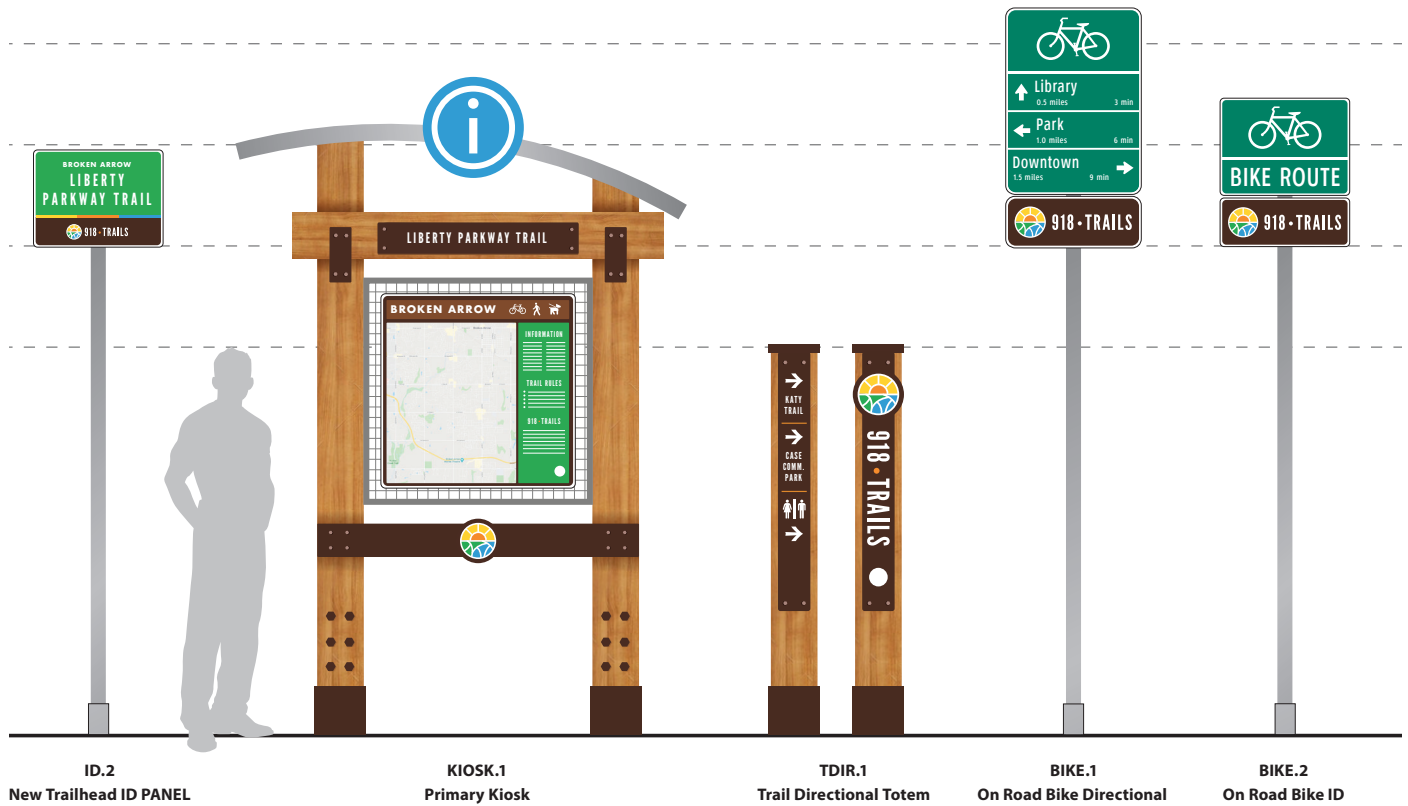 BROKEN ARROW
LIBERTY
PARKWAY TRAIL
918·TRAILS
i
LIBERTY PARKWAY TRAIL
BROKEN ARROW
INFORMATION
TRAIL RULES
918·TRAILS
KATY
TRAIL
CASE
COMM.
PARK
918·TRAILS
Library
0.5 miles 3 min
Park
1.0 miles 6 min
Downtown
1.5 miles 9 min
918·TRAILS
BIKE ROUTE
918·TRAILS
ID.2
New Trailhead ID PANEL
KIOSK.1
Primary Kiosk
TDIR.1
Trail Directional Totem
BIKE.1
On Road Bike Directional
BIKE.2
On Road Bike ID